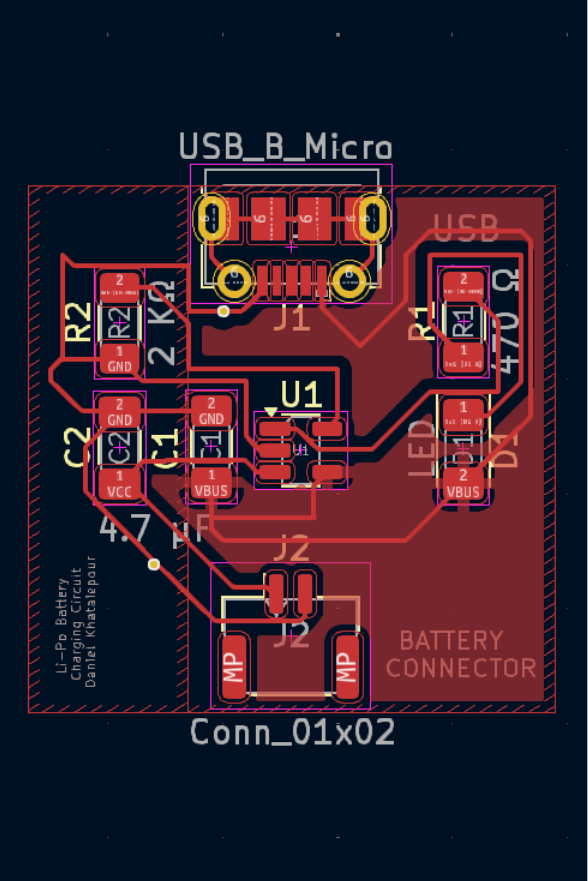 USB_B_Micro
6
6
6
6
USB
6
6
J1
2
R2
R2
2 KΩ
1
GND
2
R1
R1
470 Ω
1
U1
U1
2
GND
C2
C2
1
VCC
2
GND
C1
C1
1
VBUS
1
LED
D1
D1
2
VBUS
4.7 µF
J2
J2
Li-Po Battery
Charging Circuit
Daniel Khatalepour
MP
MP
BATTERY
CONNECTOR
Conn_01x02